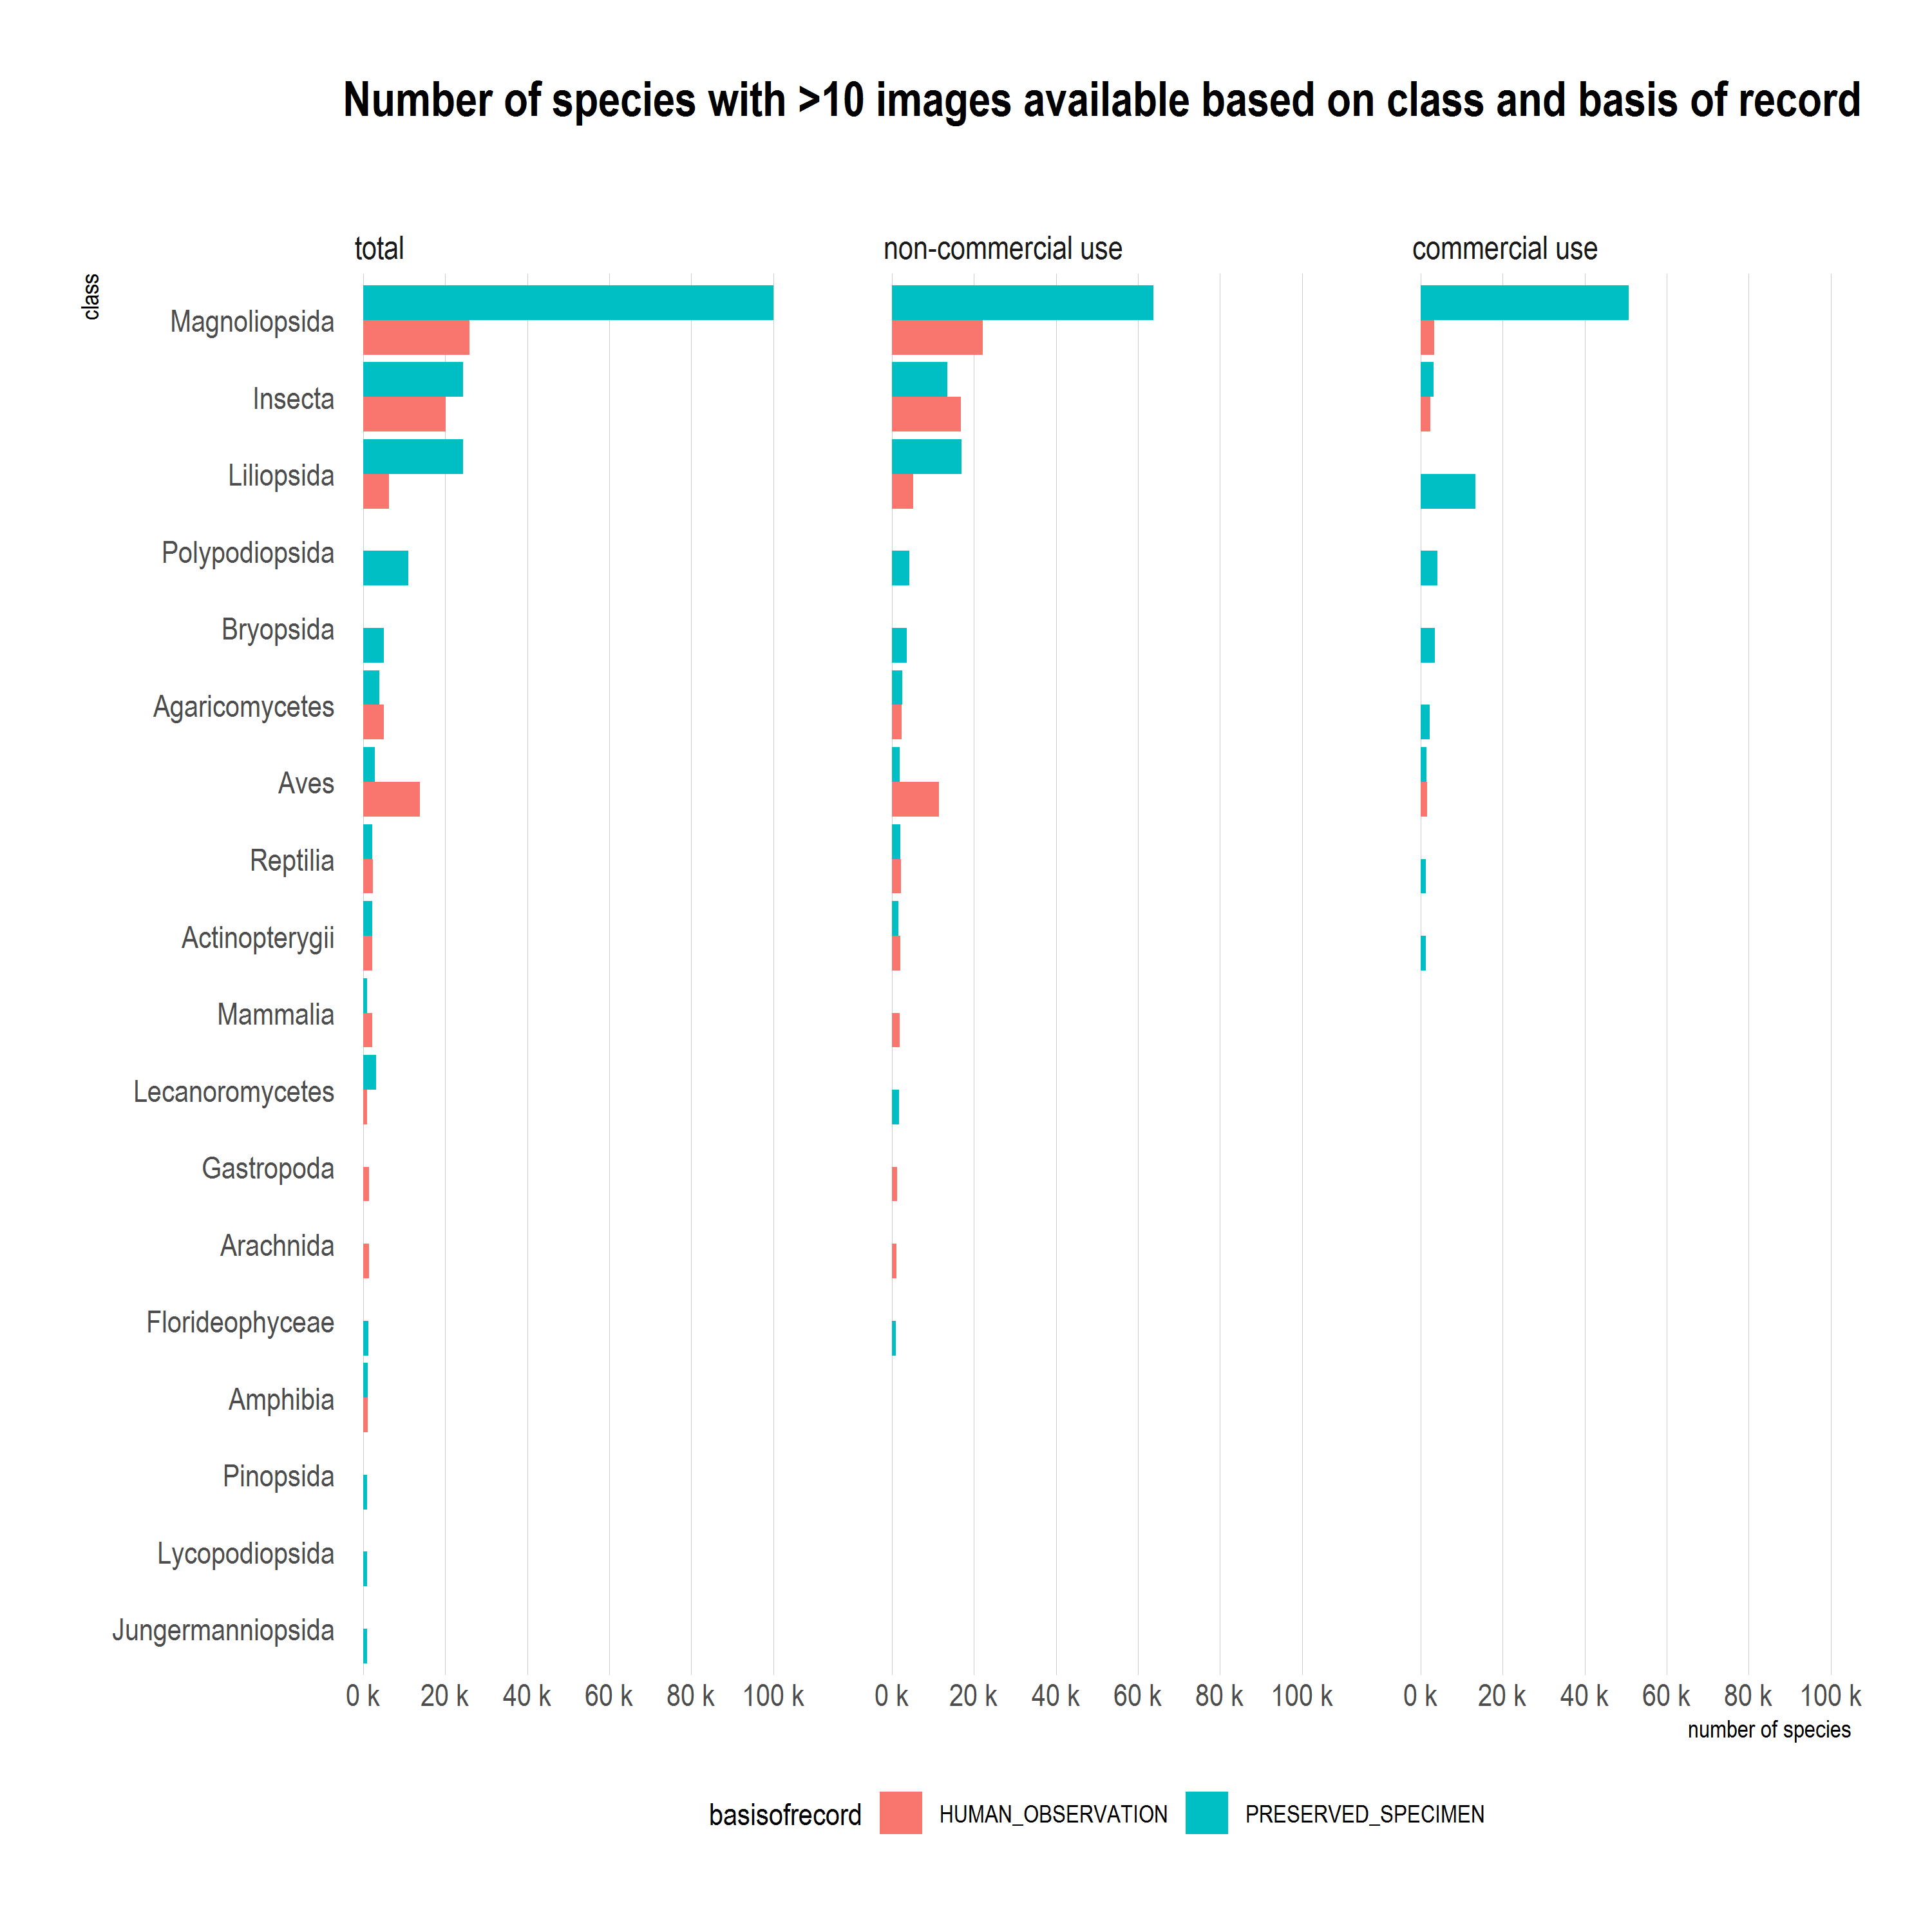 Number of species with >10 images available based on class and basis of record
total non-commercial use commercial use
class
Magnoliopsida
Insecta
Liliopsida
Polypodiopsida
Bryopsida
Agaricomycetes
Aves
Reptilia
Actinopterygii
Mammalia
Lecanoromycetes
Gastropoda
Arachnida
Florideophyceae
Amphibia
Pinopsida
Lycopodiopsida
Jungermanniopsida
0 k 20 k 40 k 60 k 80 k 100 k 0 k 20 k 40 k 60 k 80 k 100 k 0 k 20 k 40 k 60 k 80 k 100 k
number of species
basisofrecord HUMAN_OBSERVATION PRESERVED_SPECIMEN